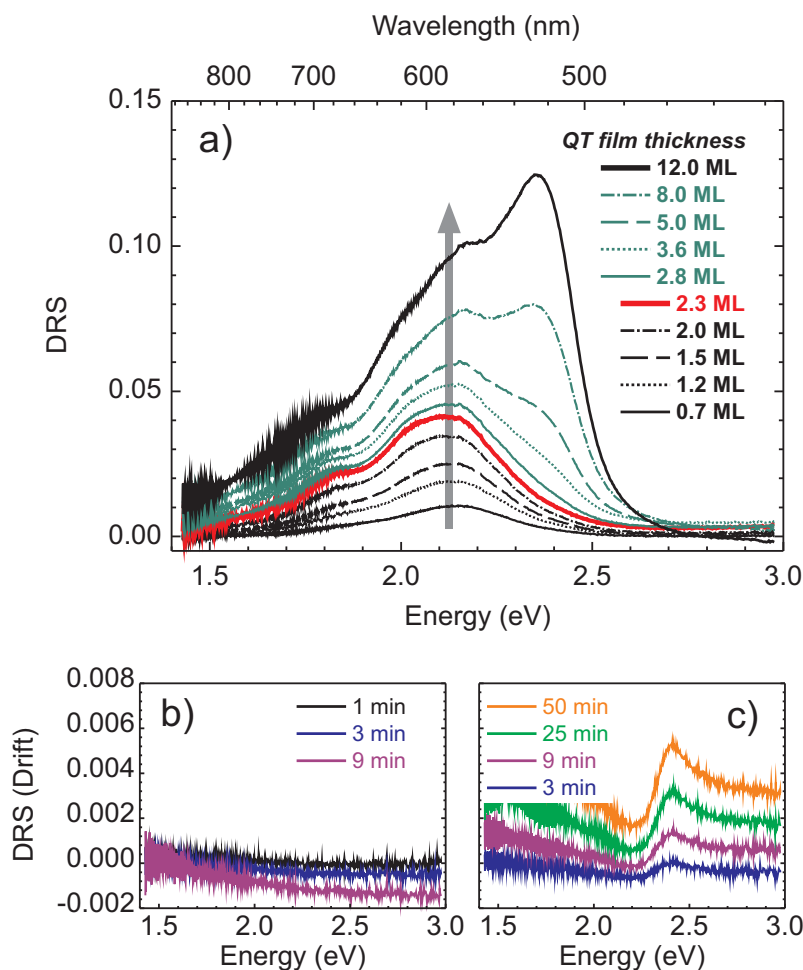 Wavelength (nm)
800 700 600 500
0.15
a)
QT film thickness
12.0 ML
8.0 ML
5.0 ML
3.6 ML
2.8 ML
2.3 ML
2.0 ML
1.5 ML
1.2 ML
0.7 ML
0.10
DRS
0.05
0.00
1.5 2.0 2.5 3.0
Energy (eV)
0.008
b)
1 min
3 min
9 min
0.006
0.004
DRS (Drift)
0.002
0.000
-0.002
1.5 2.0 2.5 3.0
Energy (eV)
50 min
c)
25 min
9 min
3 min
1.5 2.0 2.5 3.0
Energy (eV)